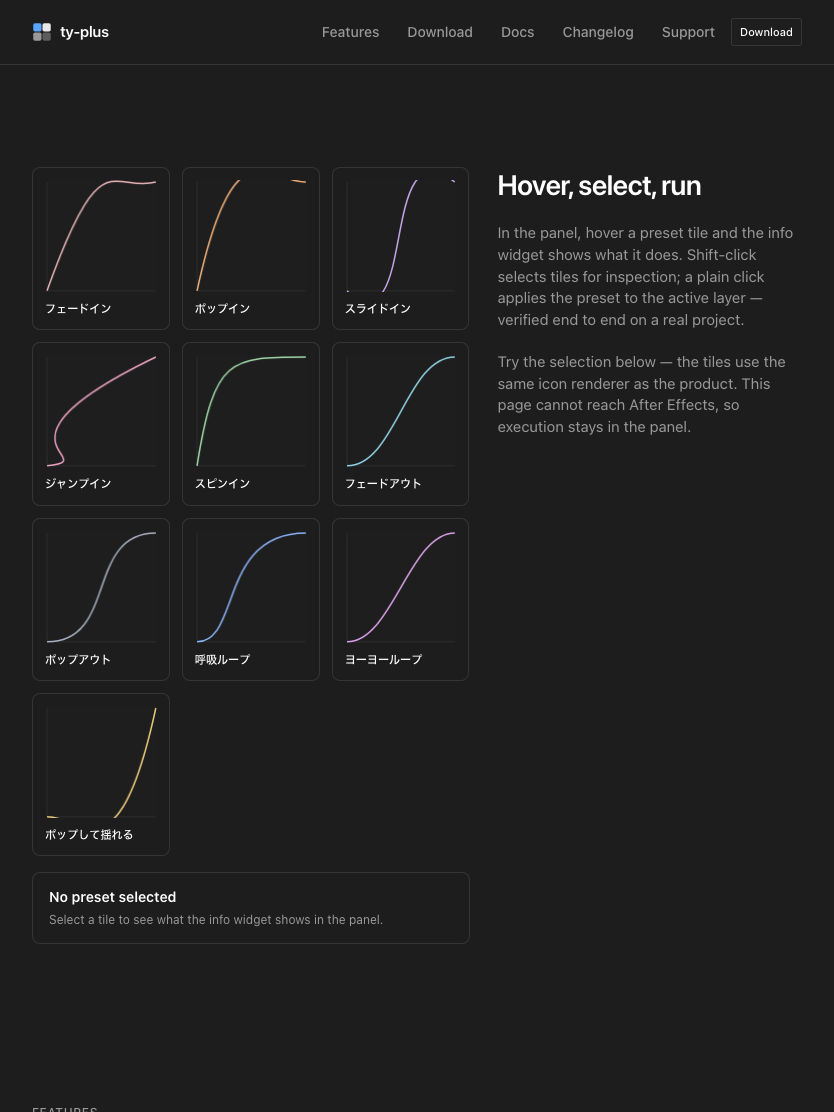 ty-plus
Features
Download
Docs
Changelog
Support
Download
フェードイン
ポップイン
スライドイン
ジャンプイン
スピンイン
フェードアウト
ポップアウト
呼吸ループ
ヨーヨーループ
ポップして揺れる
No preset selected
Select a tile to see what the info widget shows in the panel.
Hover, select, run
In the panel, hover a preset tile and the info
widget shows what it does. Shift-click
selects tiles for inspection; a plain click
applies the preset to the active layer —
verified end to end on a real project.
Try the selection below — the tiles use the
same icon renderer as the product. This
page cannot reach After Effects, so
execution stays in the panel.
FEATURES